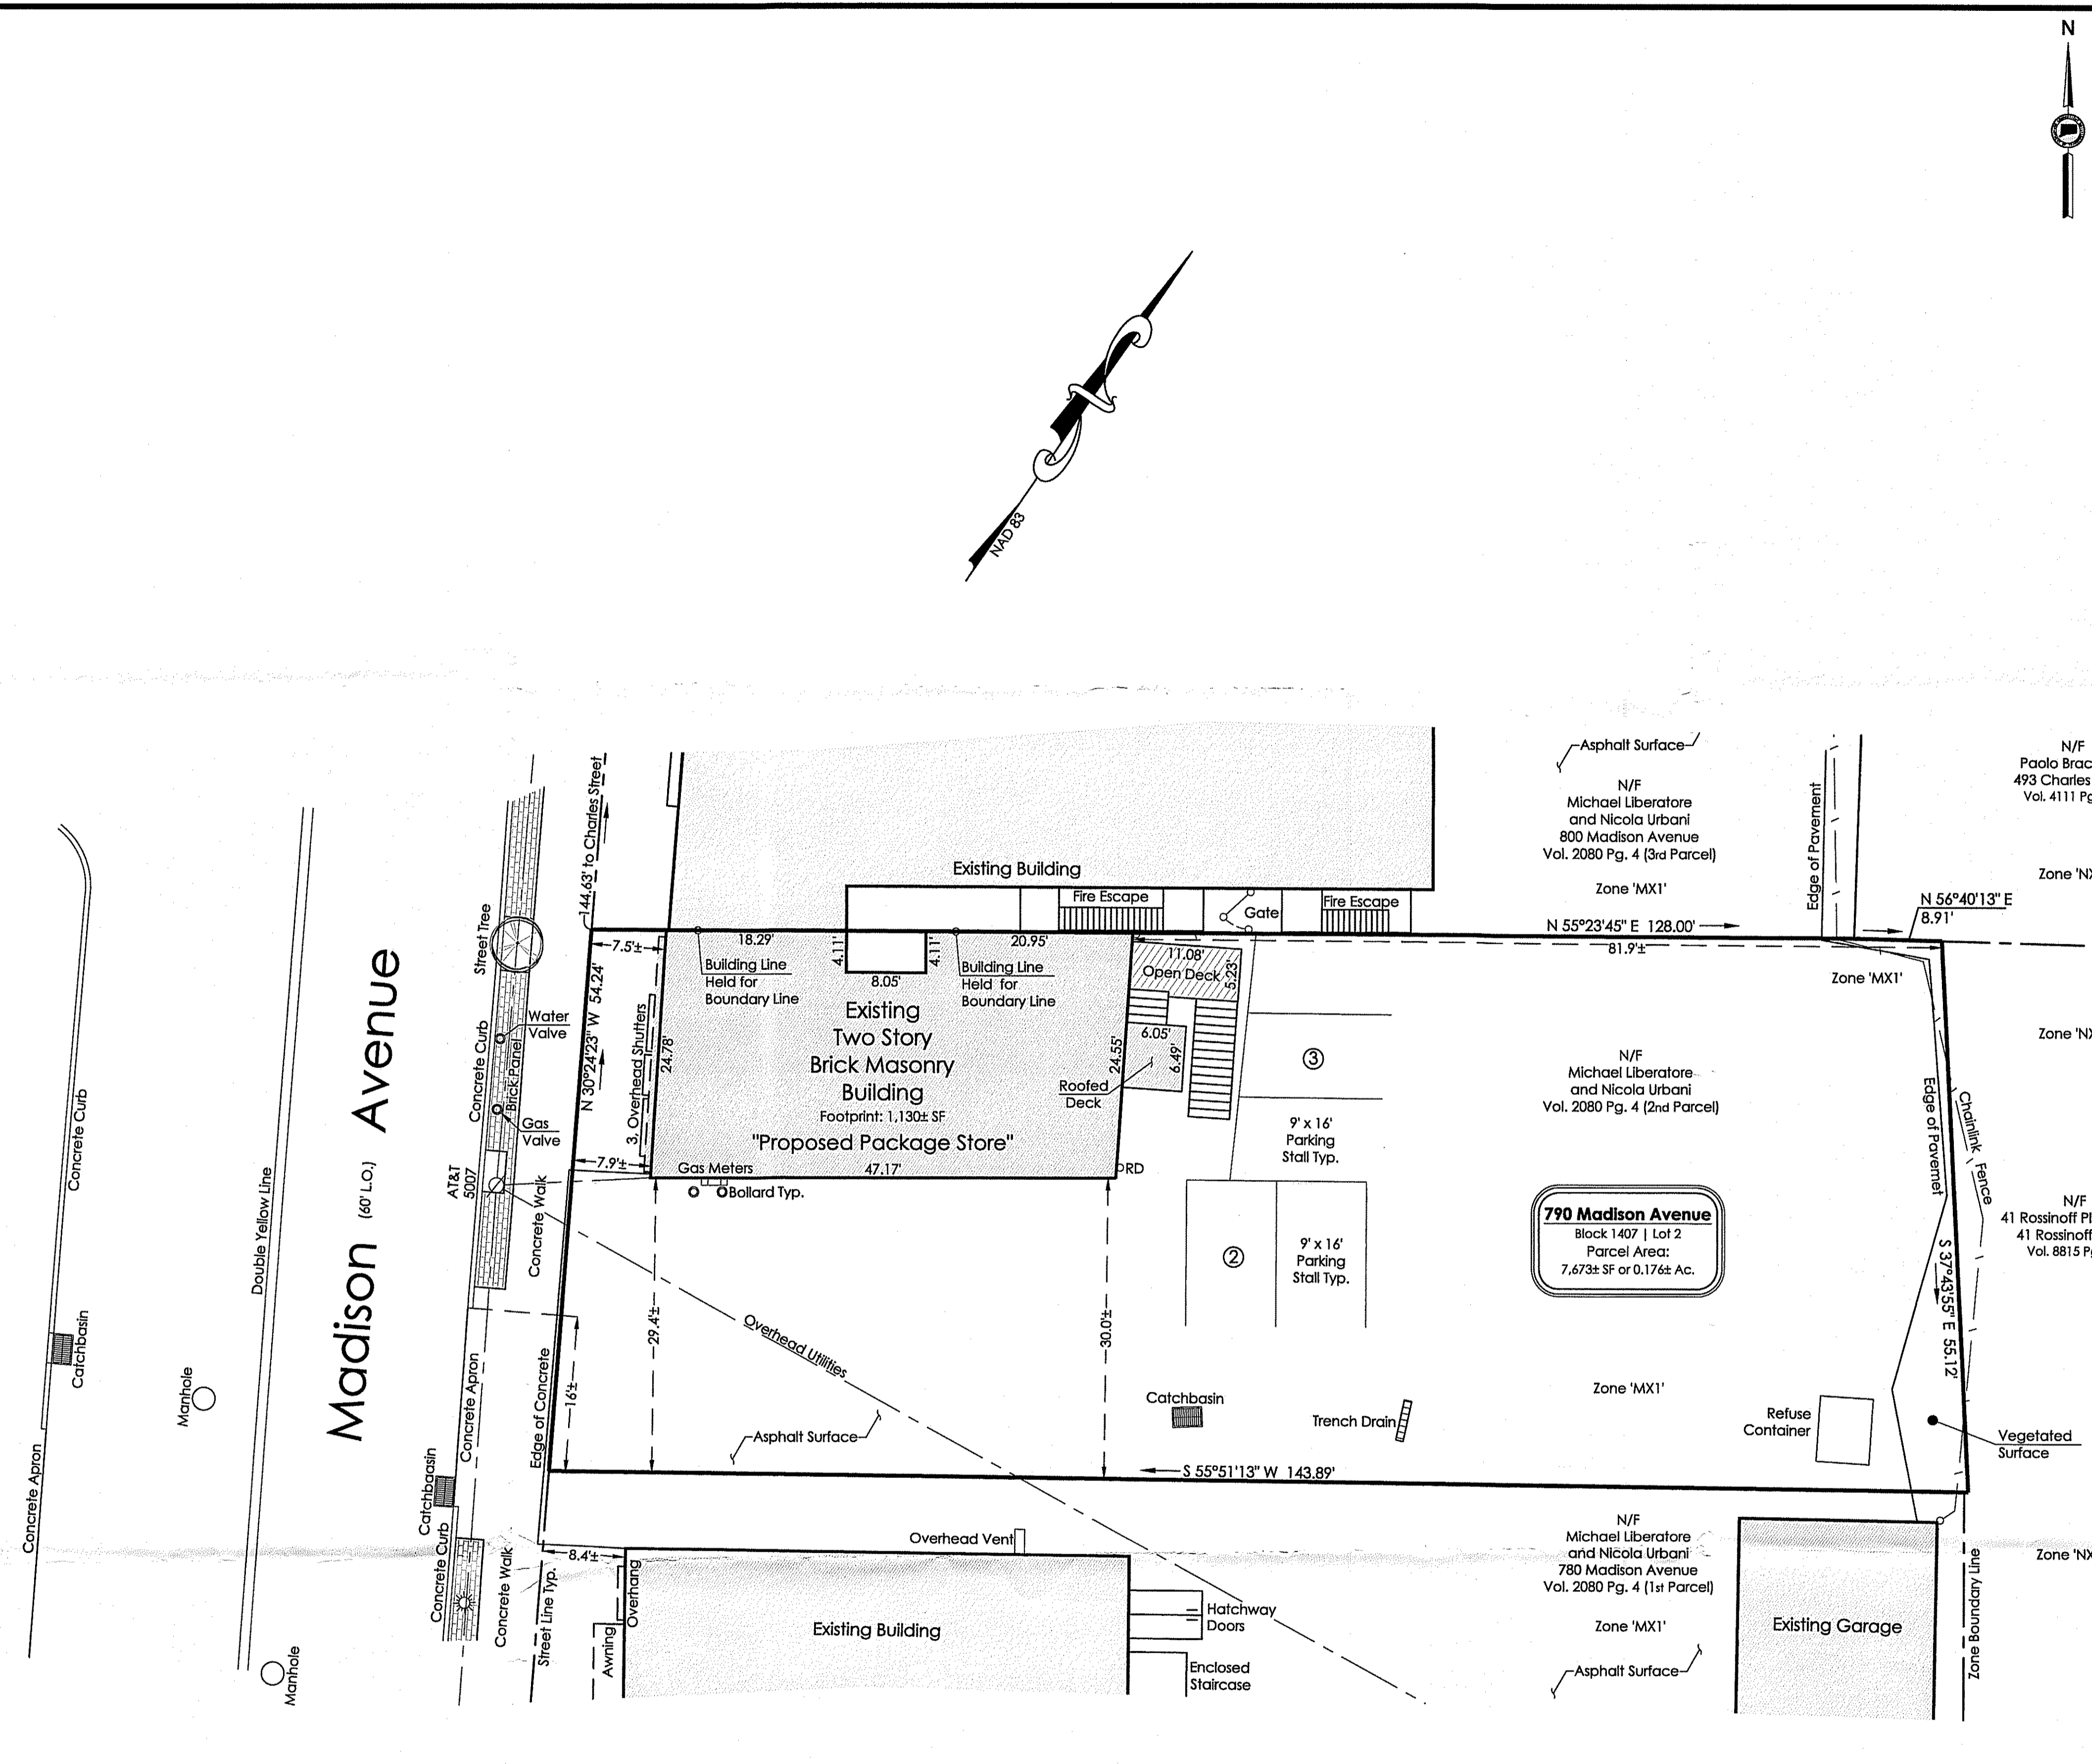 N
NAD 83
Asphalt Surface
N/F
Michael Liberatore
and Nicola Urbani
800 Madison Avenue
Vol. 2080 Pg. 4 (3rd Parcel)
Zone 'MX1'
Edge of Pavement
N/F
Paolo Brac
493 Charles
Vol. 4111 Pg
Zone 'NX
N 56°40'13" E
8.91'
144.63' to Charles Street
Existing Building
Fire Escape
Gate
Fire Escape
N 55°23'45" E 128.00'
81.9'±
Zone 'MX1'
Zone 'NX
Street Tree
7.5'±
18.29'
4.11'
4.11'
8.05'
20.95'
Building Line
Held for
Boundary Line
Building Line
Held for
Boundary Line
11.08'
Open Deck
5.23'
Existing
Two Story
Brick Masonry
Building
Footprint: 1,130± SF
"Proposed Package Store"
47.17'
24.78'
24.55'
6.05'
6.49'
Roofed
Deck
3, Overhead Shutters
N 30°24'23" W 54.24'
Water
Valve
Brick Panel
Concrete Curb
Gas
Valve
AT&T
5007
7.9'±
Gas Meters
Bollard Typ.
RD
3
9' x 16'
Parking
Stall Typ.
2
9' x 16'
Parking
Stall Typ.
N/F
Michael Liberatore
and Nicola Urbani
Vol. 2080 Pg. 4 (2nd Parcel)
790 Madison Avenue
Block 1407 | Lot 2
Parcel Area:
7,673± SF or 0.176± Ac.
Edge of Pavemet
Chainlink Fence
S 37°43'55" E 55.12'
N/F
41 Rossinoff Pl
41 Rossinoff
Vol. 8815 Pg
Madison Avenue
(60' L.O.)
Concrete Curb
Double Yellow Line
Catchbasin
Manhole
Concrete Apron
Concrete Walk
Concrete Apron
Edge of Concrete
16'±
29.4'±
30.0'±
Overhead Utilities
Asphalt Surface
Catchbasin
Trench Drain
Zone 'MX1'
Refuse
Container
Vegetated
Surface
S 55°51'13" W 143.89'
Catchbaasin
Concrete Curb
Concrete Walk
Street Line Typ.
8.4'±
Overhang
Awning
Overhead Vent
Existing Building
Hatchway
Doors
Enclosed
Staircase
N/F
Michael Liberatore
and Nicola Urbani
780 Madison Avenue
Vol. 2080 Pg. 4 (1st Parcel)
Zone 'MX1'
Asphalt Surface
Existing Garage
Zone Boundary Line
Zone 'NX
Manhole